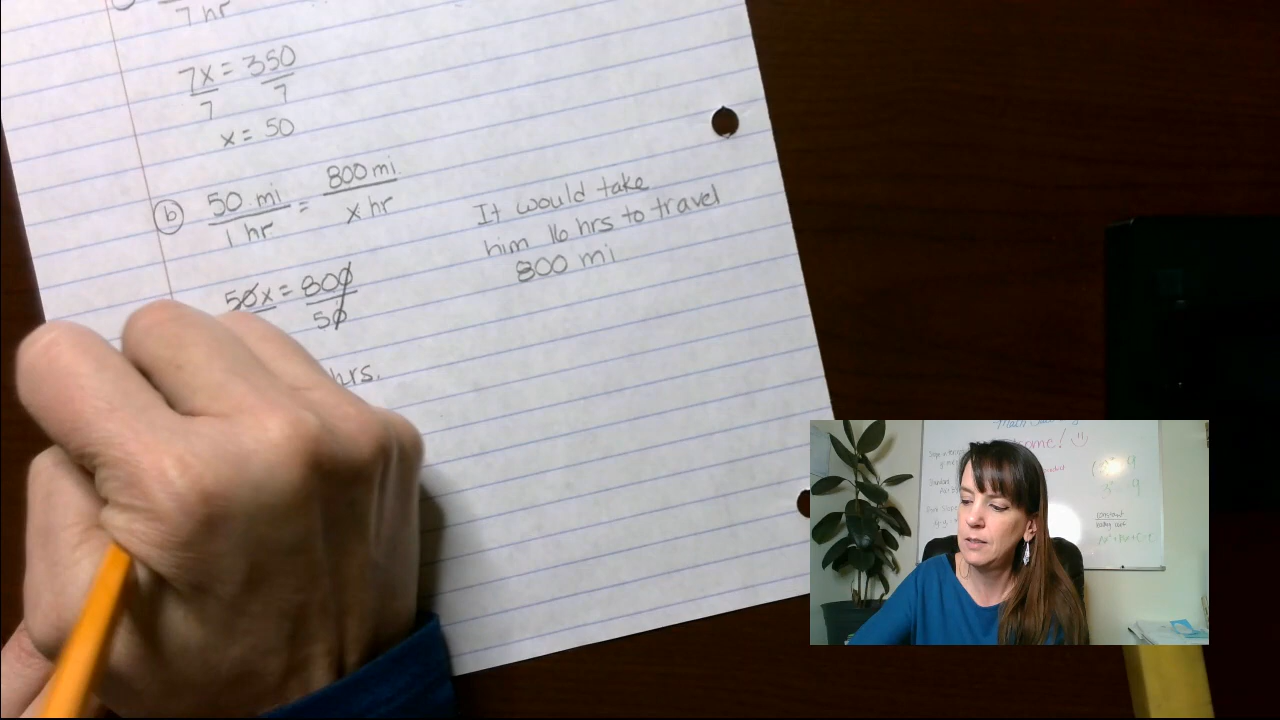 7 hr
7x = 350
7 7
x = 50
b 50 mi = 800 mi
1 hr x hr
50x = 800
50
hrs.
It would take
him 16 hrs to travel
800 mi